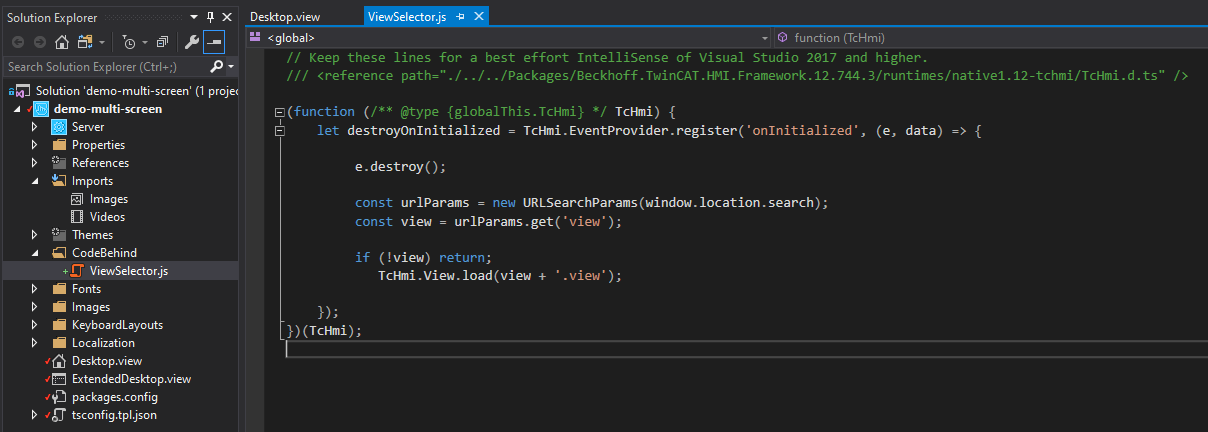 Solution Explorer
Search Solution Explorer (Ctrl+;)
Solution 'demo-multi-screen' (1 projec
demo-multi-screen
Server
Properties
References
Imports
Images
Videos
Themes
CodeBehind
ViewSelector.js
Fonts
Images
KeyboardLayouts
Localization
Desktop.view
ExtendedDesktop.view
packages.config
tsconfig.tpl.json
Desktop.view
ViewSelector.js
<global>
function (TcHmi)
// Keep these lines for a best effort IntelliSense of Visual Studio 2017 and higher.
/// <reference path="./../../Packages/Beckhoff.TwinCAT.HMI.Framework.12.744.3/runtimes/native1.12-tchmi/TcHmi.d.ts" />
(function (/** @type {globalThis.TcHmi} */ TcHmi) {
let destroyOnInitialized = TcHmi.EventProvider.register('onInitialized', (e, data) => {
e.destroy();
const urlParams = new URLSearchParams(window.location.search);
const view = urlParams.get('view');
if (!view) return;
TcHmi.View.load(view + '.view');
});
})(TcHmi);